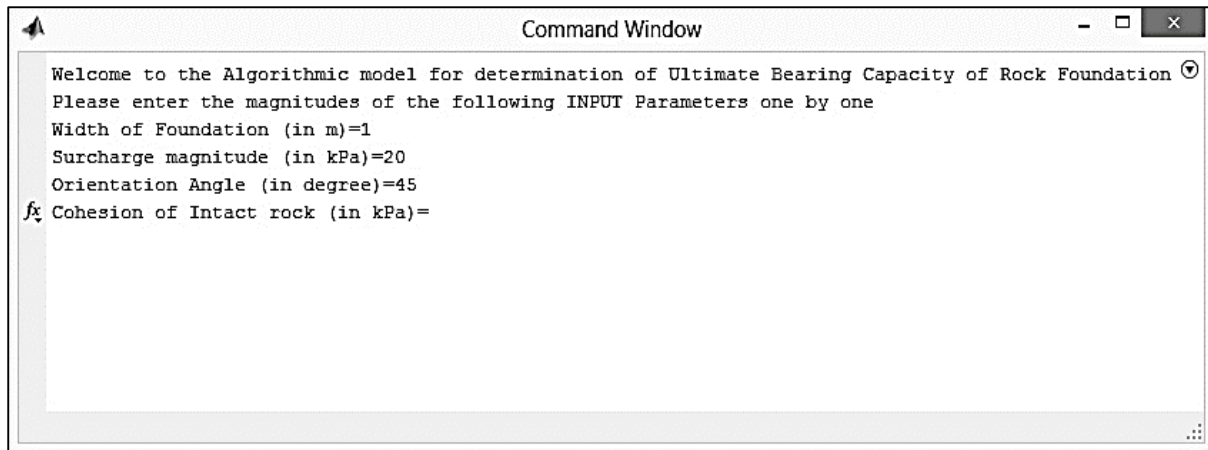 Command Window
Welcome to the Algorithmic model for determination of Ultimate Bearing Capacity of Rock Foundation
Please enter the magnitudes of the following INPUT Parameters one by one
Width of Foundation (in m)=1
Surcharge magnitude (in kPa)=20
Orientation Angle (in degree)=45
fx Cohesion of Intact rock (in kPa)=